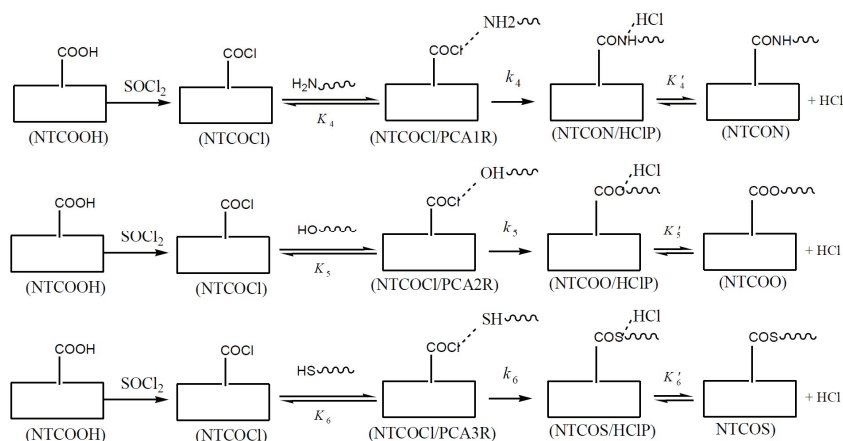 COOH COCl COCl NH2 CONH HCl CONH
SOCl2 H2N K4 k4 K′4 + HCl
(NTCOOH) (NTCOCl) (NTCOCl/PCA1R) (NTCON/HClP) (NTCON)
COOH COCl COCl OH COO HCl COO
SOCl2 HO K5 k5 K′5 + HCl
(NTCOOH) (NTCOCl) (NTCOCl/PCA2R) (NTCOO/HClP) (NTCOO)
COOH COCl COCl SH COS HCl COS
SOCl2 HS K6 k6 K′6 + HCl
(NTCOOH) (NTCOCl) (NTCOCl/PCA3R) (NTCOS/HClP) NTCOS)